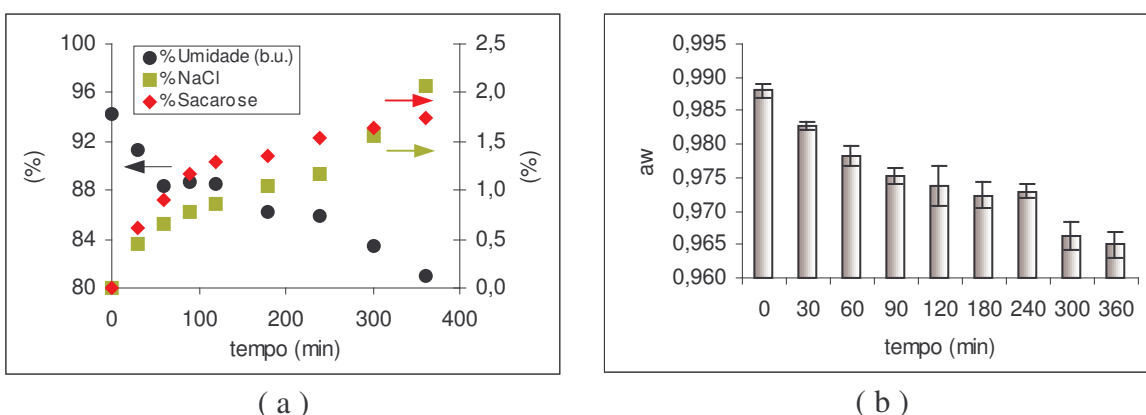 100
96
92
88
84
80
(%)
%Umidade (b.u.)
%NaCl
%Sacarose
2,5
2,0
1,5
1,0
0,5
0,0
(%)
0 100 200 300 400
tempo (min)
( a )
0,995
0,990
0,985
0,980
0,975
0,970
0,965
0,960
aw
0 30 60 90 120 180 240 300 360
tempo (min)
( b )